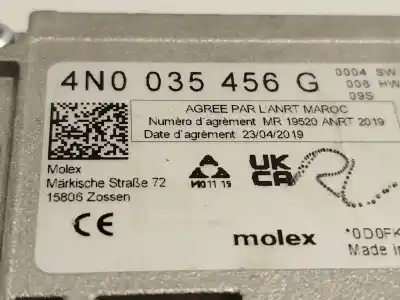 4N0 035 456 G
0004 SW
006 HW
09S
AGREE PAR L'ANRT MAROC
Numéro d'agrément MR 19520 ANRT 2019
Date d'agrément: 23/04/2019
Molex
Märkische Straße 72
15806 Zossen
UK
CA
CE
molex
*0D0FK
Made in